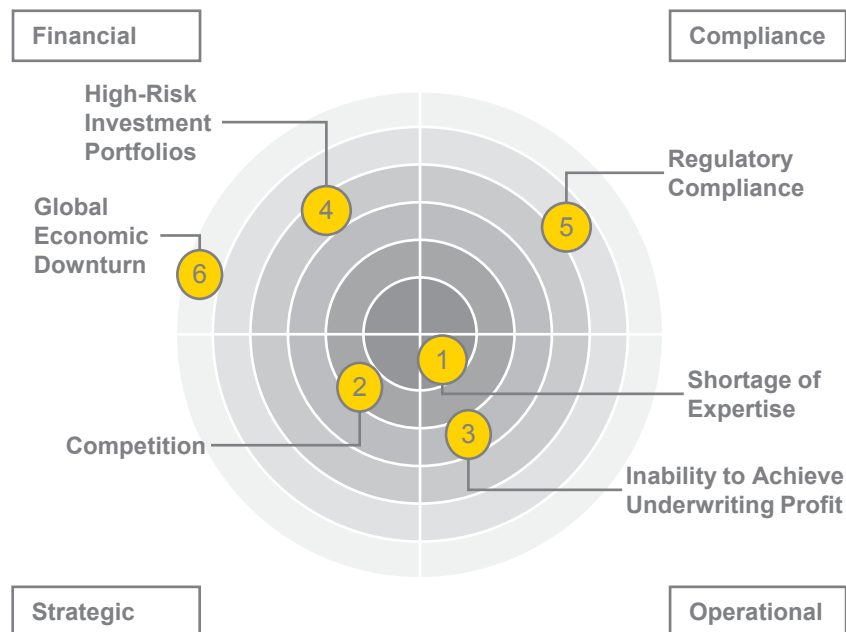 Financial
Compliance
High-Risk
Investment
Portfolios
4
Regulatory
Compliance
5
Global
Economic
Downturn
6
1
Shortage of
Expertise
2
Competition
3
Inability to Achieve
Underwriting Profit
Strategic
Operational